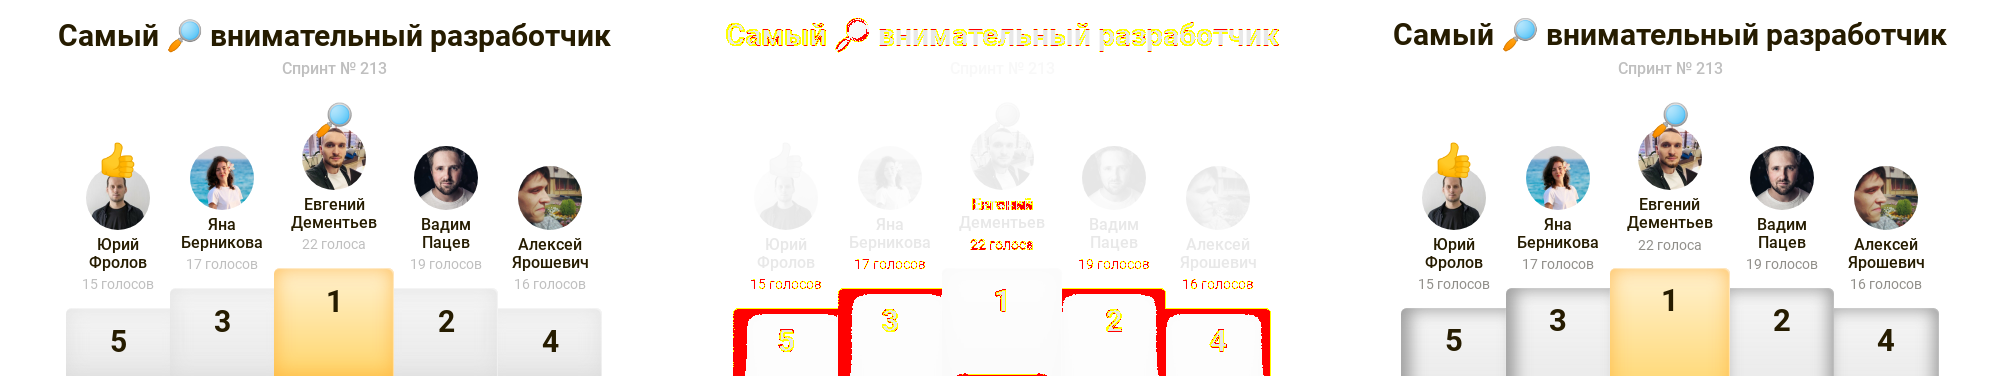 Самый 🔎 внимательный разработчик
Спринт № 213
Евгений
Дементьев
22 голоса
Яна
Берникова
17 голосов
Вадим
Пацев
19 голосов
Юрий
Фролов
15 голосов
Алексей
Ярошевич
16 голосов
1
3
2
5
4
Самый 🔎 внимательный разработчик
Спринт № 213
Евгений
Дементьев
22 голоса
Яна
Берникова
17 голосов
Вадим
Пацев
19 голосов
Юрий
Фролов
15 голосов
Алексей
Ярошевич
16 голосов
1
3
2
5
4
Самый 🔎 внимательный разработчик
Спринт № 213
Евгений
Дементьев
22 голоса
Яна
Берникова
17 голосов
Вадим
Пацев
19 голосов
Юрий
Фролов
15 голосов
Алексей
Ярошевич
16 голосов
1
3
2
5
4